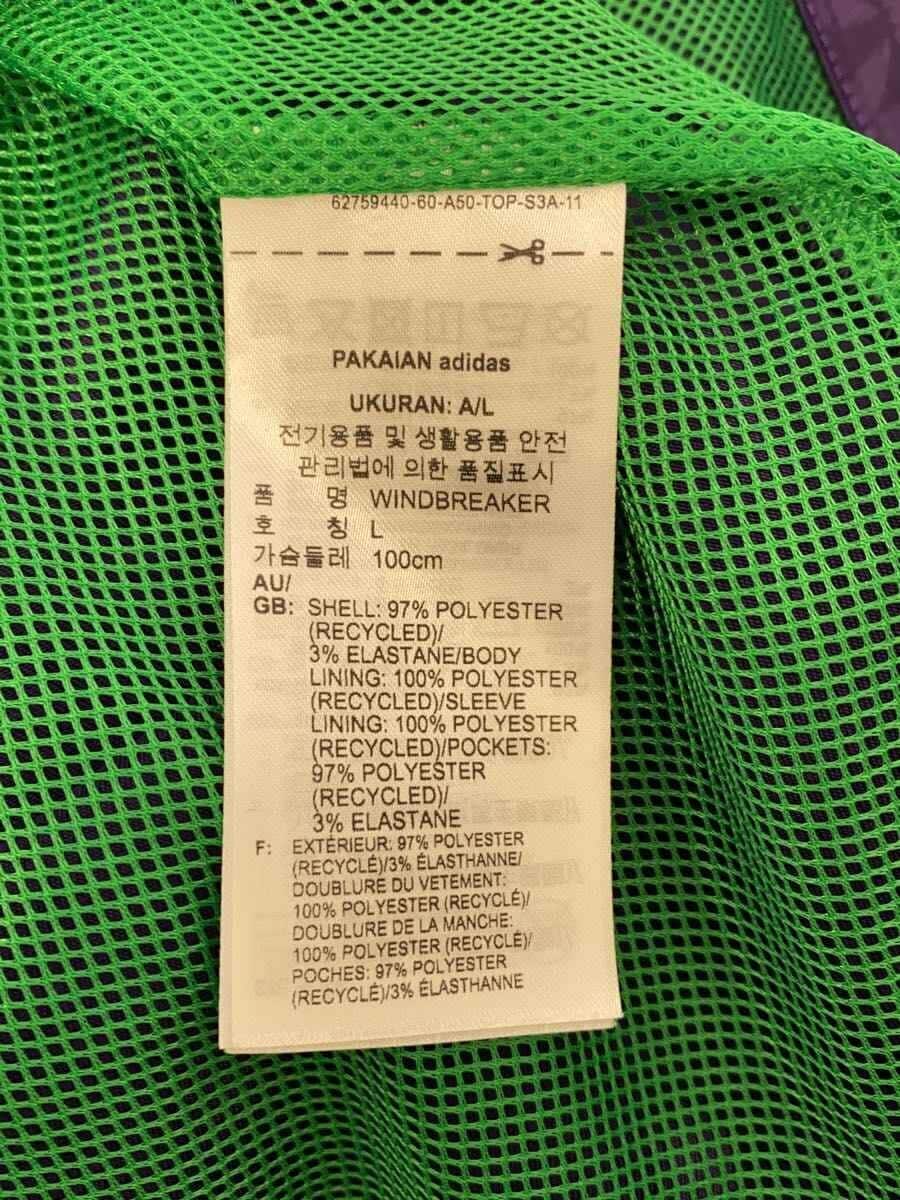 62759440-60-A50-TOP-S3A-11
PAKAIAN adidas
UKURAN: A/L
전기용품 및 생활용품 안전
관리법에 의한 품질표시
품 명 WINDBREAKER
호 칭 L
가슴둘레 100cm
AU/
GB: SHELL: 97% POLYESTER
(RECYCLED)/
3% ELASTANE/BODY
LINING: 100% POLYESTER
(RECYCLED)/SLEEVE
LINING: 100% POLYESTER
(RECYCLED)/POCKETS:
97% POLYESTER
(RECYCLED)/
3% ELASTANE
F: EXTÉRIEUR: 97% POLYESTER
(RECYCLÉ)/3% ÉLASTHANNE/
DOUBLURE DU VETEMENT:
100% POLYESTER (RECYCLÉ)/
DOUBLURE DE LA MANCHE:
100% POLYESTER (RECYCLÉ)/
POCHES: 97% POLYESTER
(RECYCLÉ)/3% ÉLASTHANNE